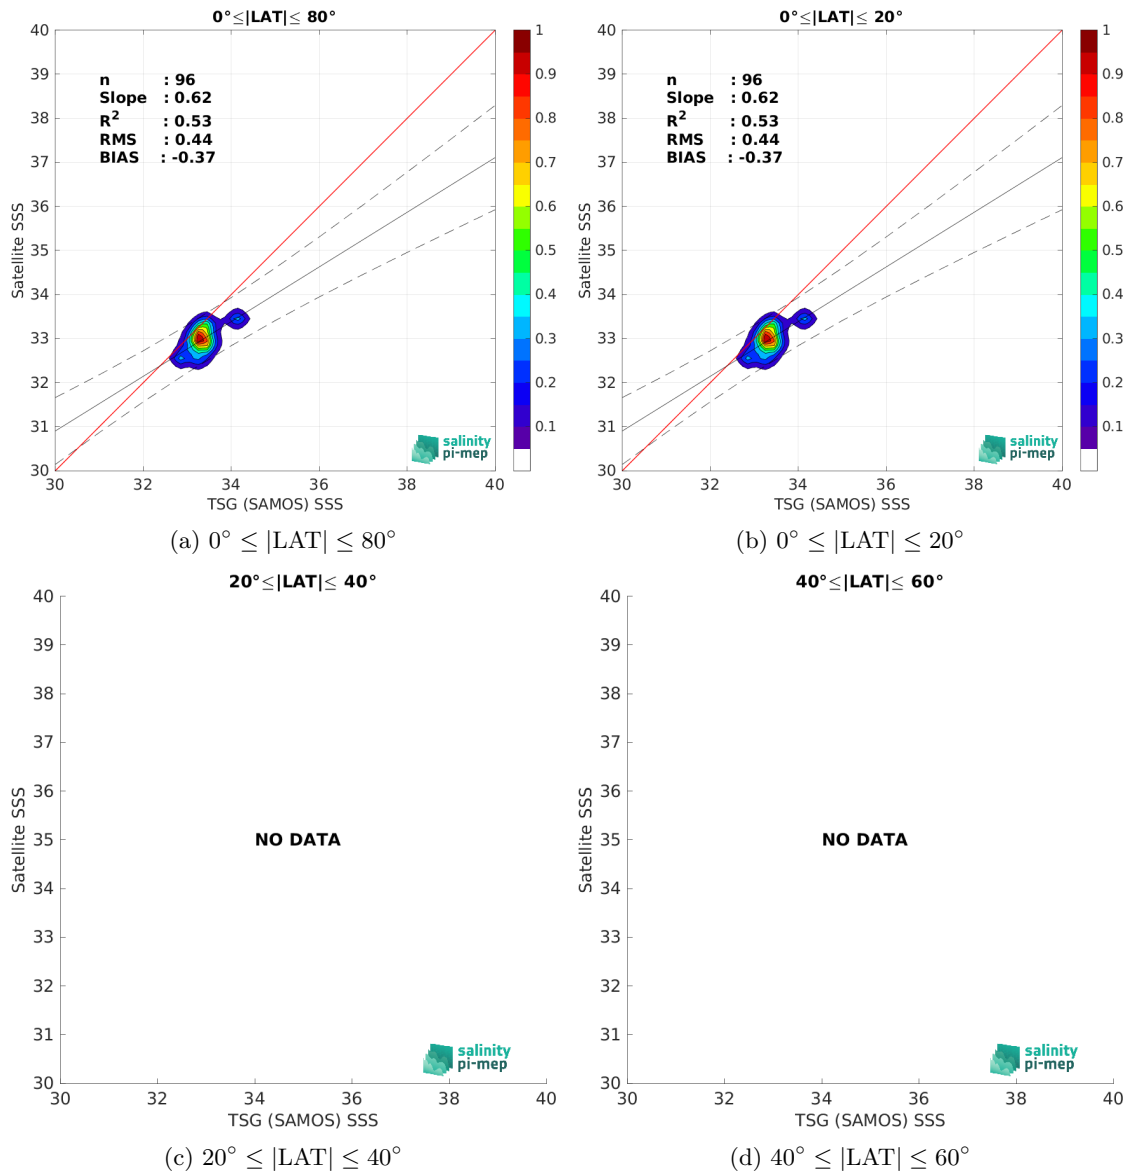 0°≤|LAT|≤ 80°
40
39
38
37
36
35
34
33
32
31
30
30
32
34
36
38
40
Satellite SSS
TSG (SAMOS) SSS
n : 96
Slope : 0.62
R² : 0.53
RMS : 0.44
BIAS : -0.37
1
0.9
0.8
0.7
0.6
0.5
0.4
0.3
0.2
0.1
salinity
pi-mep
(a) 0° ≤ |LAT| ≤ 80°
0°≤|LAT|≤ 20°
40
39
38
37
36
35
34
33
32
31
30
30
32
34
36
38
40
Satellite SSS
TSG (SAMOS) SSS
n : 96
Slope : 0.62
R² : 0.53
RMS : 0.44
BIAS : -0.37
1
0.9
0.8
0.7
0.6
0.5
0.4
0.3
0.2
0.1
salinity
pi-mep
(b) 0° ≤ |LAT| ≤ 20°
20°≤|LAT|≤ 40°
40
39
38
37
36
35
34
33
32
31
30
30
32
34
36
38
40
Satellite SSS
TSG (SAMOS) SSS
NO DATA
salinity
pi-mep
(c) 20° ≤ |LAT| ≤ 40°
40°≤|LAT|≤ 60°
40
39
38
37
36
35
34
33
32
31
30
30
32
34
36
38
40
Satellite SSS
TSG (SAMOS) SSS
NO DATA
salinity
pi-mep
(d) 40° ≤ |LAT| ≤ 60°